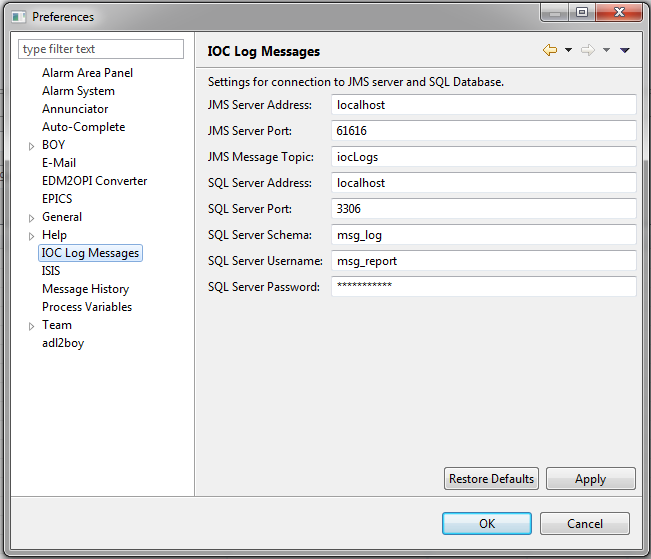 Preferences
type filter text
Alarm Area Panel
Alarm System
Annunciator
Auto-Complete
BOY
E-Mail
EDM2OPI Converter
EPICS
General
Help
IOC Log Messages
ISIS
Message History
Process Variables
Team
adl2boy
IOC Log Messages
Settings for connection to JMS server and SQL Database.
JMS Server Address: localhost
JMS Server Port: 61616
JMS Message Topic: iocLogs
SQL Server Address: localhost
SQL Server Port: 3306
SQL Server Schema: msg_log
SQL Server Username: msg_report
SQL Server Password: ***********
Restore Defaults Apply
OK Cancel